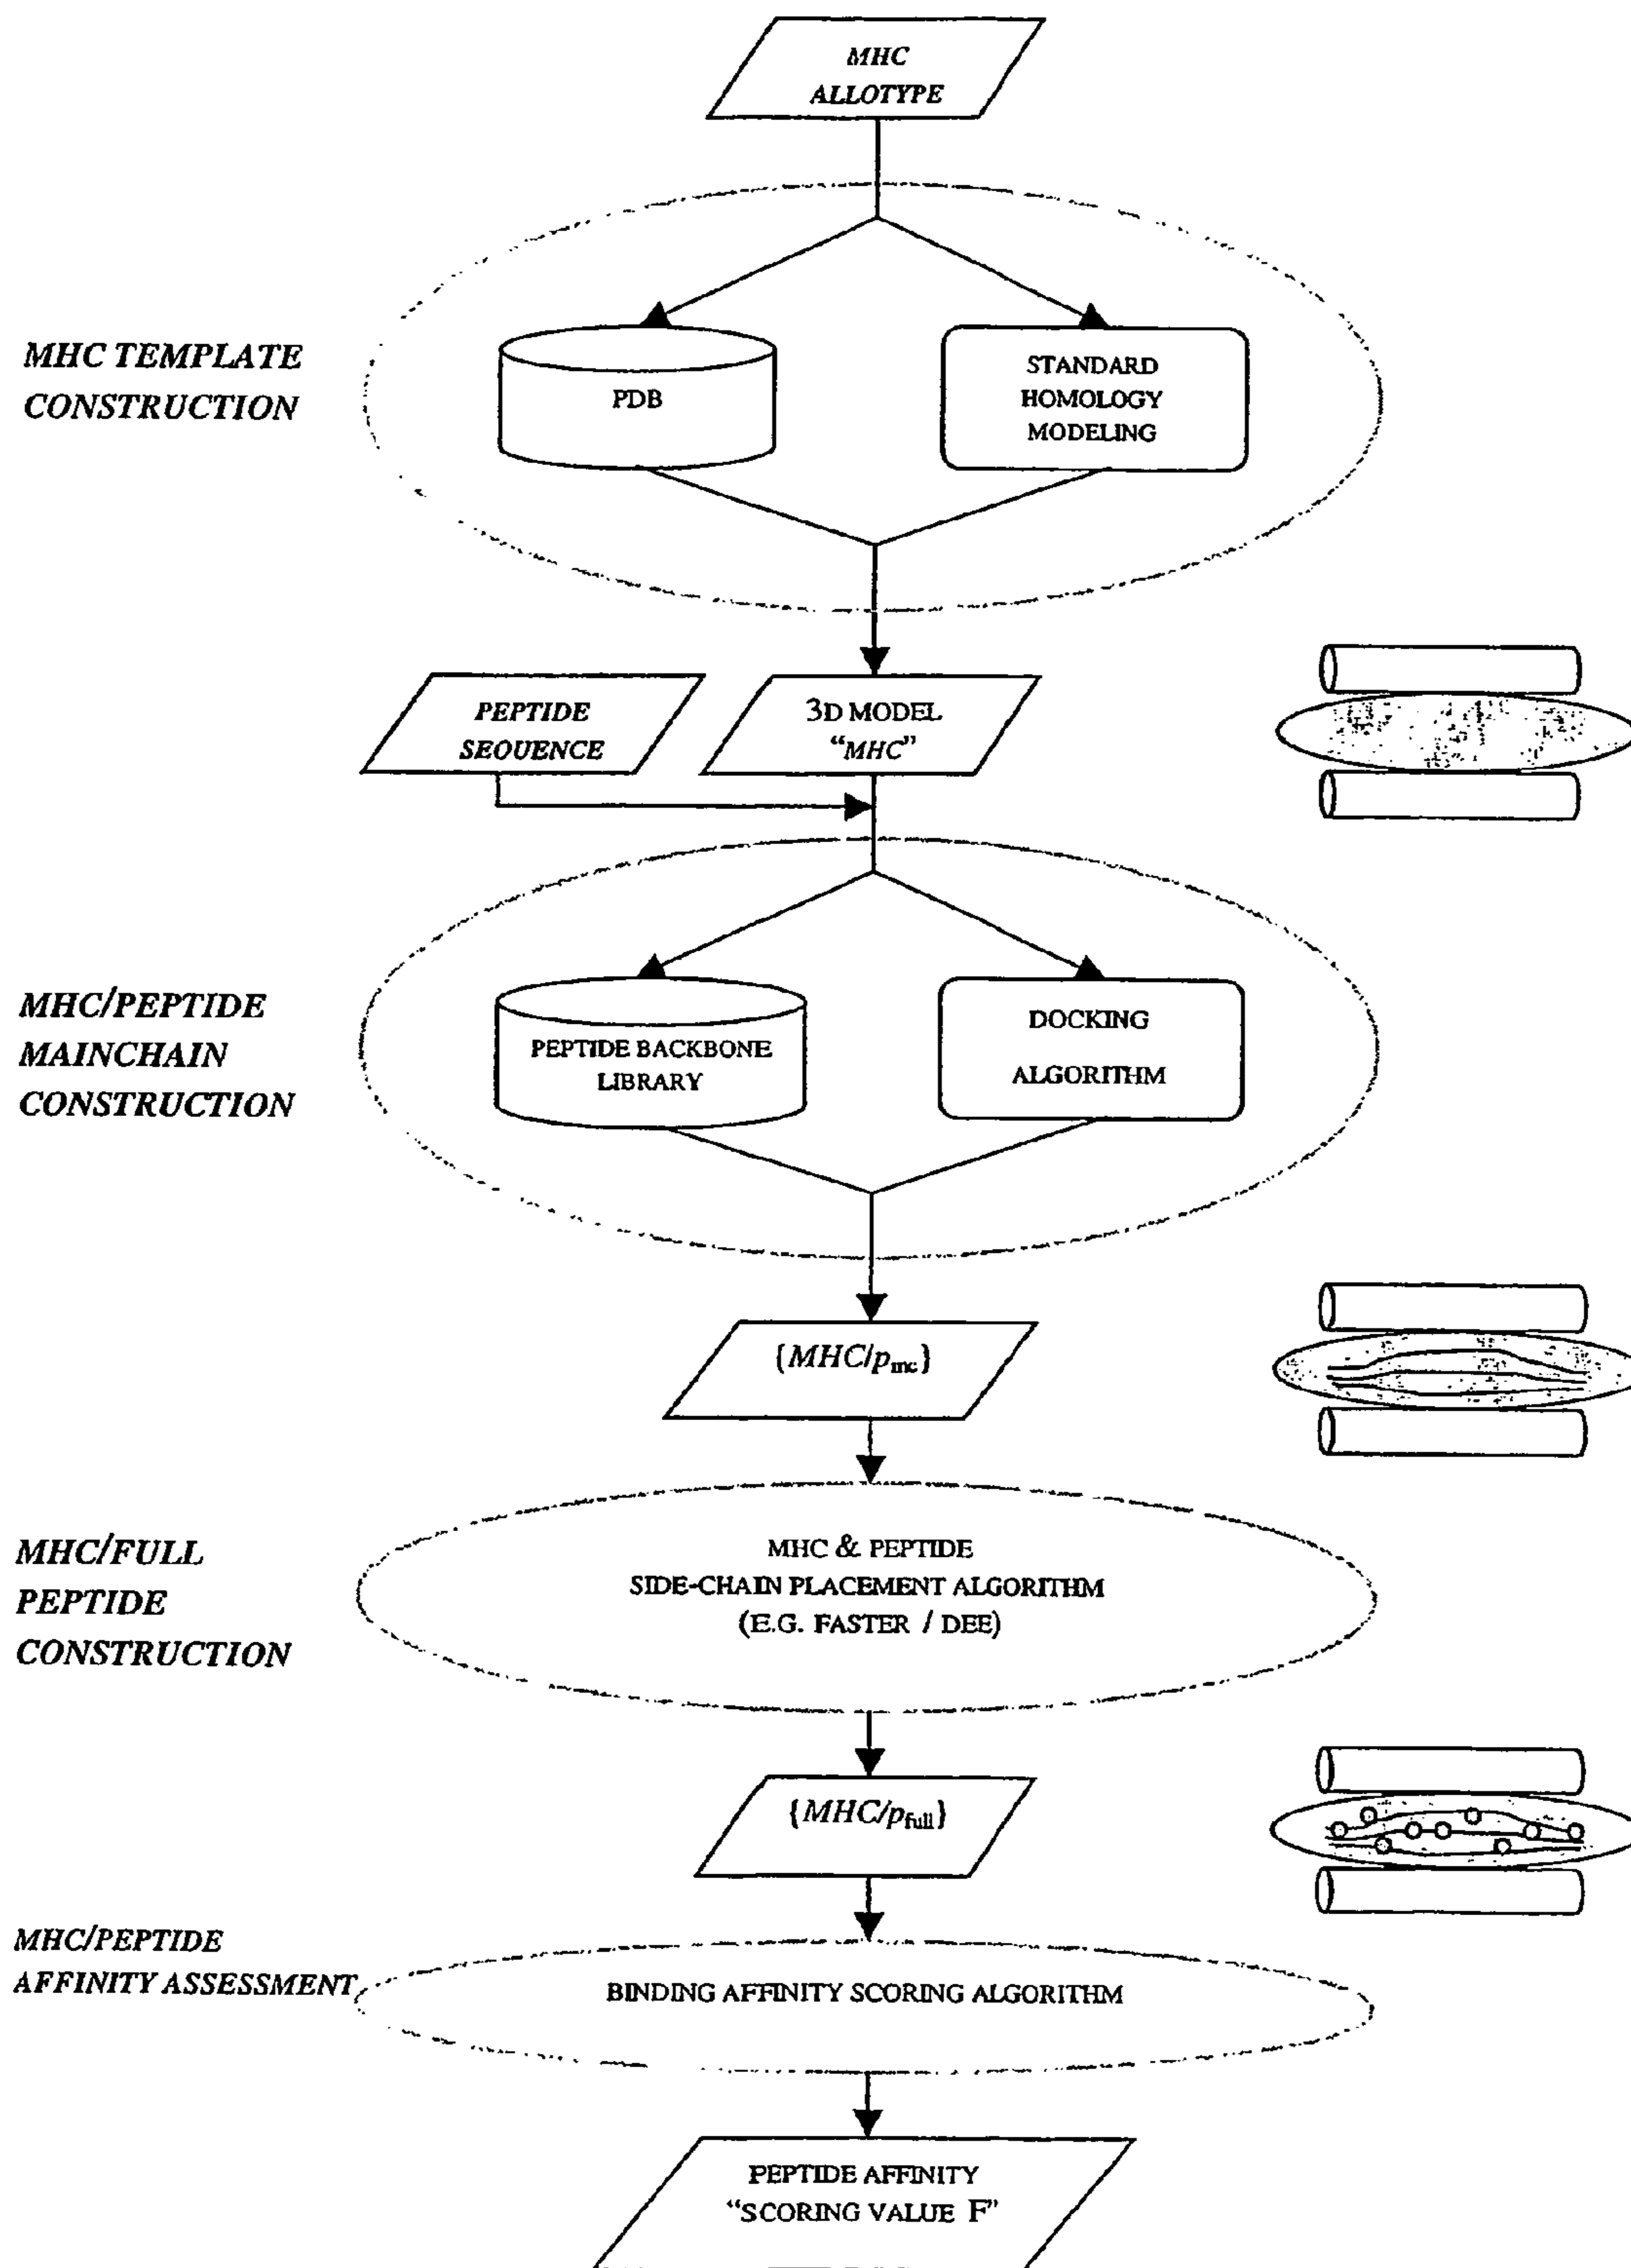 MHC
ALLOTYPE
MHC TEMPLATE
CONSTRUCTION
PDB
STANDARD
HOMOLOGY
MODELING
PEPTIDE
SEQUENCE
3D MODEL
“MHC”
MHC/PEPTIDE
MAINCHAIN
CONSTRUCTION
PEPTIDE BACKBONE
LIBRARY
DOCKING
ALGORITHM
{MHC/pmc}
MHC/FULL
PEPTIDE
CONSTRUCTION
MHC & PEPTIDE
SIDE-CHAIN PLACEMENT ALGORITHM
(E.G. FASTER / DEE)
{MHC/pfull}
MHC/PEPTIDE
AFFINITY ASSESSMENT
BINDING AFFINITY SCORING ALGORITHM
PEPTIDE AFFINITY
“SCORING VALUE F”